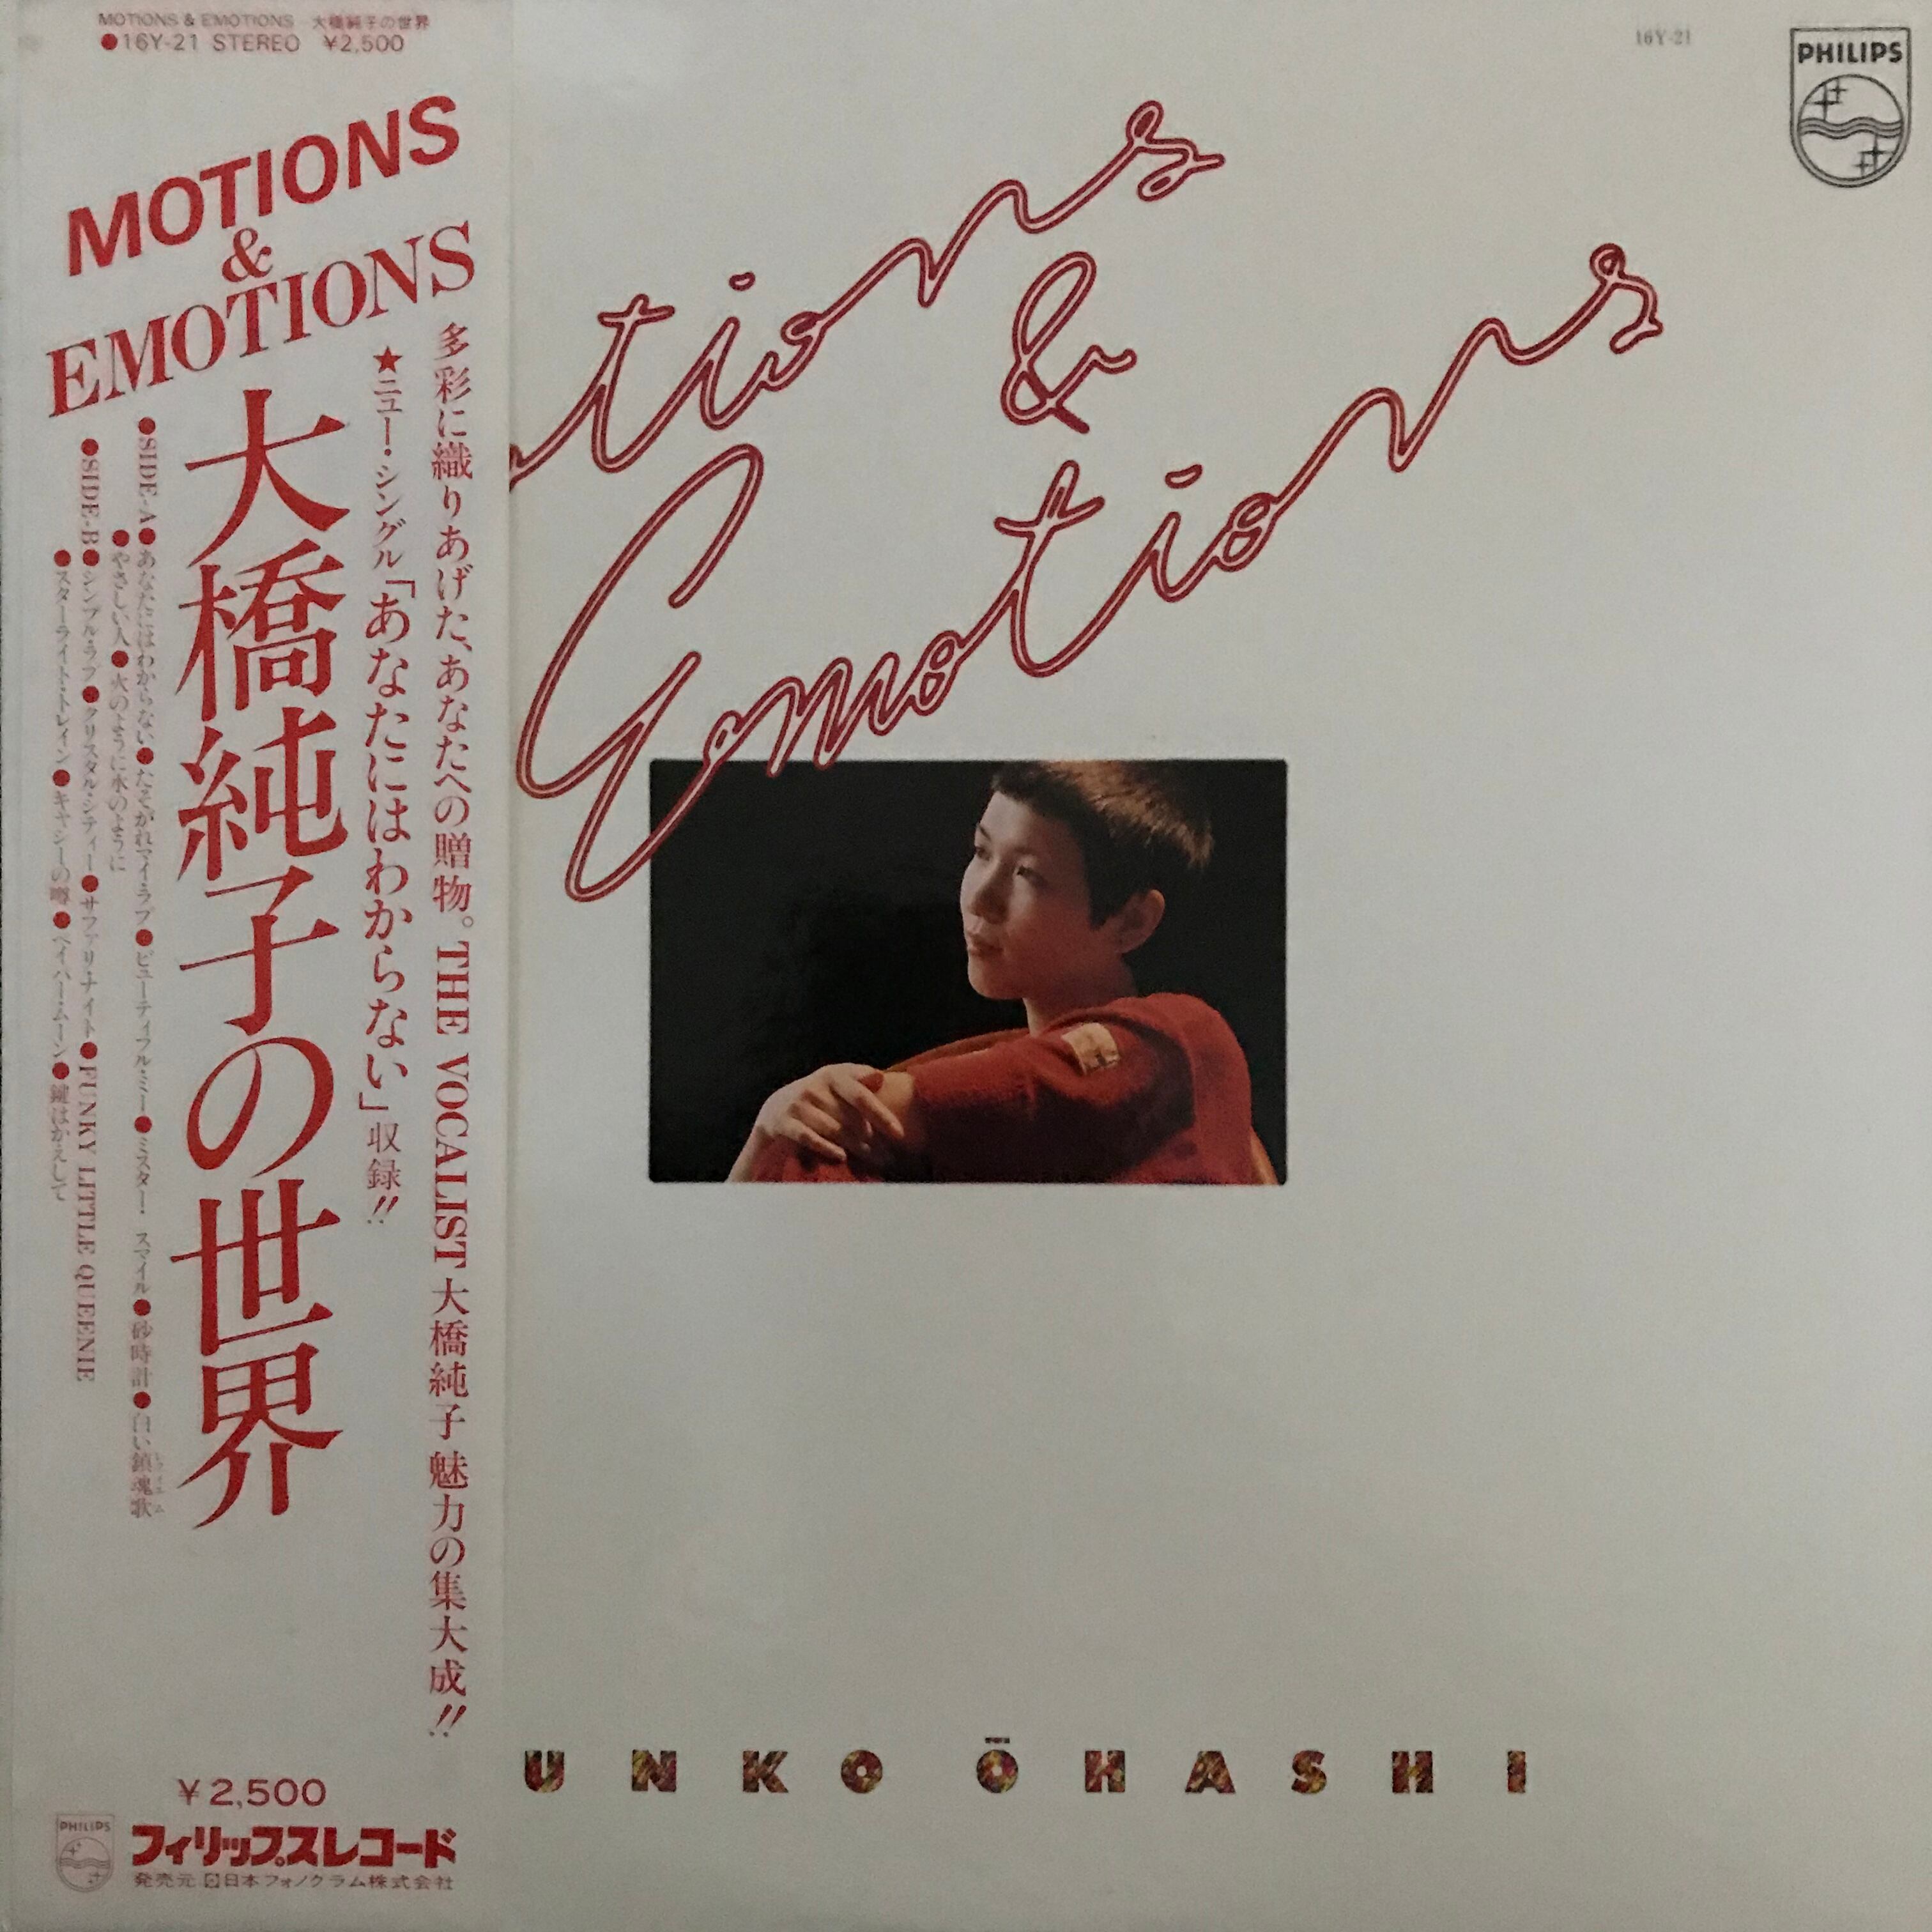 MOTIONS & EMOTIONS 大橋純子の世界
●16Y-21 STEREO ¥2,500
MOTIONS
&
EMOTIONS
多彩に織りあげた、あなたへの贈物。THE VOCALIST 大橋純子 魅力の集大成!!
★ニュー・シングル「あなたにはわからない」収録!!
大橋純子の世界
●SIDE-A●あなたにはわからない●たそがれマイ・ラブ●ビューティフル・ミー●ミスター・スマイル●砂時計●白い鎮魂歌
●やさしい人●火のように水のように
●SIDE-B●シンプル・ラブ●クリスタル・シティー●サファリ・ナイト●FUNKY LITTLE QUEENIE
●スターライト・トレイン●キャシーの噂●ペイパー・ムーン●鍵はかえして
¥2,500
PHILIPS
フィリップスレコード
発売元 日本フォノグラム株式会社
16Y-21
PHILIPS
tions
&
Emotions
UNKO ŌHASHI